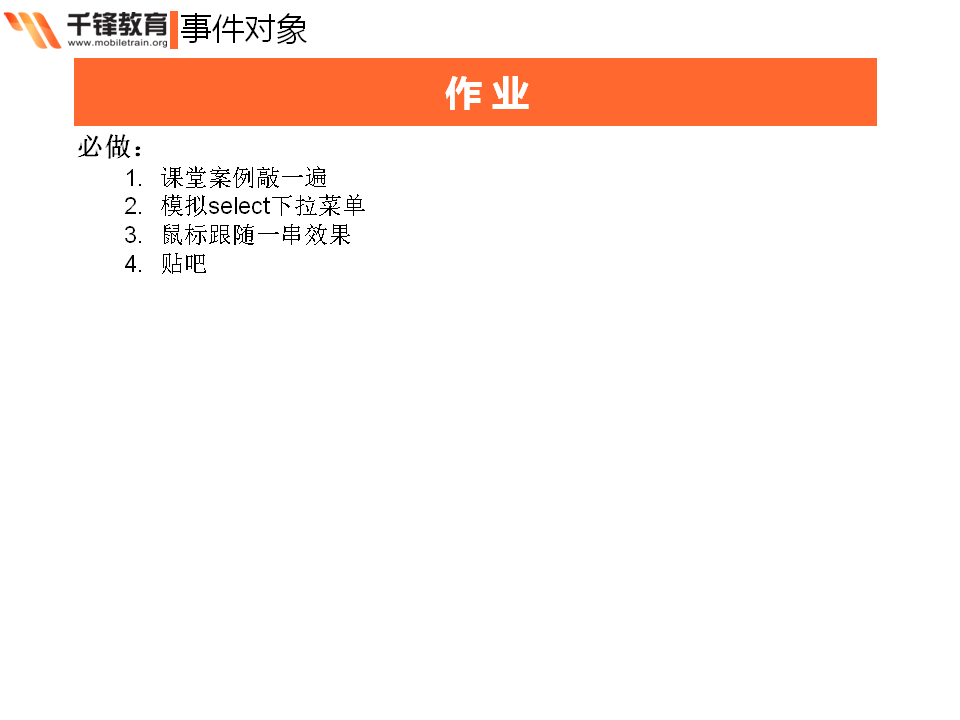 千锋教育
www.mobiletrain.org
事件对象
作 业
必做：
1. 课堂案例敲一遍
2. 模拟select下拉菜单
3. 鼠标跟随一串效果
4. 贴吧